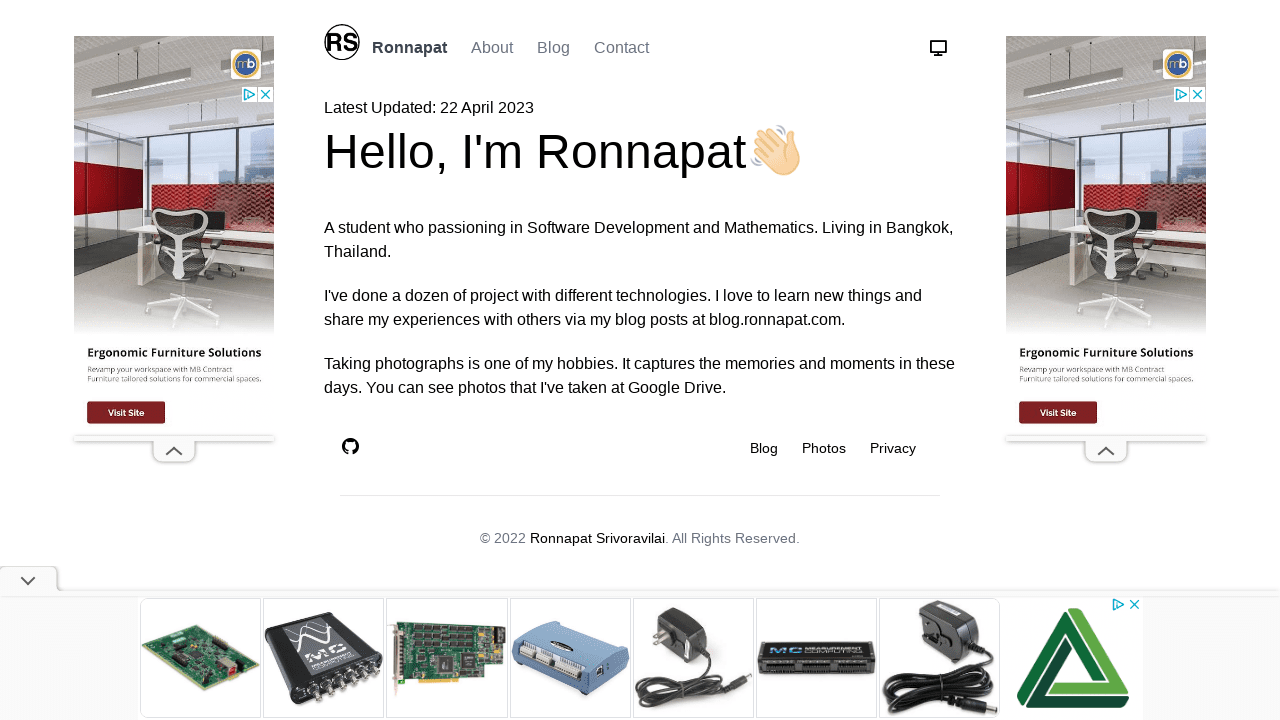 RS
Ronnapat About Blog Contact
Latest Updated: 22 April 2023
Hello, I'm Ronnapat👋
A student who passioning in Software Development and Mathematics. Living in Bangkok,
Thailand.
I've done a dozen of project with different technologies. I love to learn new things and
share my experiences with others via my blog posts at blog.ronnapat.com.
Taking photographs is one of my hobbies. It captures the memories and moments in these
days. You can see photos that I've taken at Google Drive.
Blog Photos Privacy
© 2022 Ronnapat Srivoravilai. All Rights Reserved.
mb
Ergonomic Furniture Solutions
Revamp your workspace with MB Contract
Furniture tailored solutions for commercial spaces.
Visit Site
mb
Ergonomic Furniture Solutions
Revamp your workspace with MB Contract
Furniture tailored solutions for commercial spaces.
Visit Site
MEASUREMENT
COMPUTING